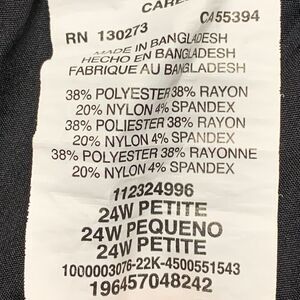 RN 130273 CA55394
MADE IN BANGLADESH
HECHO EN BANGLADESH
FABRIQUE AU BANGLADESH
38% POLYESTER 38% RAYON
20% NYLON 4% SPANDEX
38% POLIESTER 38% RAYON
20% NYLON 4% SPANDEX
38% POLYESTER 38% RAYONNE
20% NYLON 4% SPANDEX
112324996
24W PETITE
24W PEQUENO
24W PETITE
1000003076-22K-4500551543
196457048242